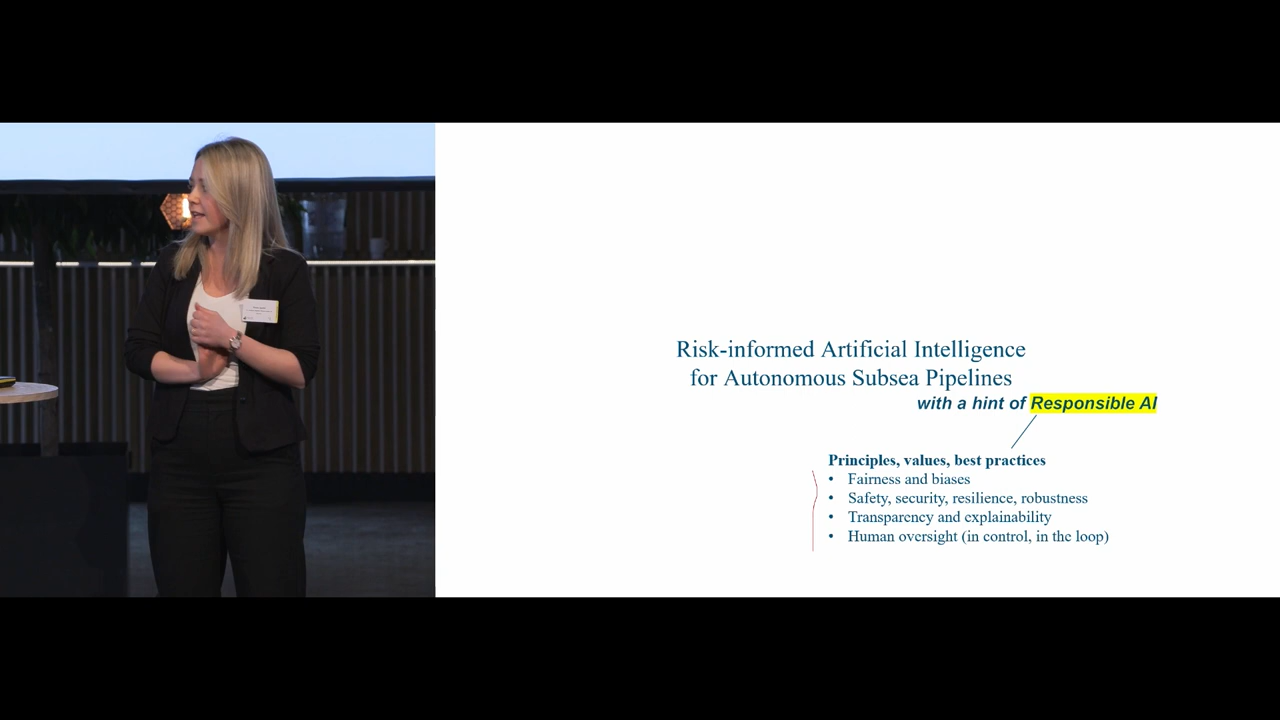 Risk-informed Artificial Intelligence
for Autonomous Subsea Pipelines
with a hint of Responsible AI
Principles, values, best practices
• Fairness and biases
• Safety, security, resilience, robustness
• Transparency and explainability
• Human oversight (in control, in the loop)